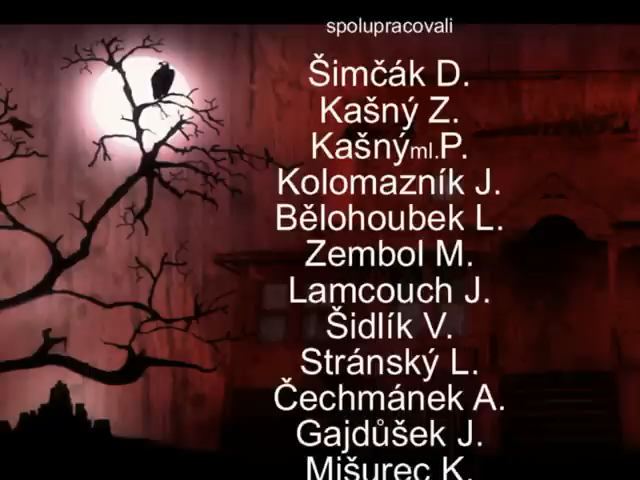 spolupracovali
Šimčák D.
Kašný Z.
Kašnýml.P.
Kolomazník J.
Bělohoubek L.
Zembol M.
Lamcouch J.
Šidlík V.
Stránský L.
Čechmánek A.
Gajdůšek J.
Mišurec K.